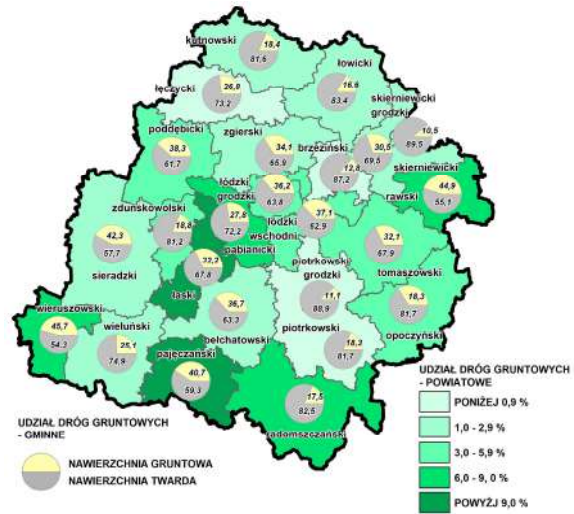 kutnowski
18,4
81,6
łowicki
16,6
83,4
łęczycki
26,8
73,2
skierniewicki
grodzki
10,5
89,5
poddębicki
38,3
61,7
zgierski
34,1
65,9
brzeziński
12,8
87,2
30,5
69,5
skierniewicki
rawski
44,9
55,1
łódzki
grodzki
36,2
63,8
łódzki
wschodni
37,1
62,9
zduńskowolski
18,8
81,2
27,8
72,2
pabianicki
42,3
57,7
sieradzki
32,2
67,8
łaski
32,1
67,9
tomaszowski
piotrkowski
grodzki
11,1
88,9
piotrkowski
18,3
81,7
18,3
81,7
opoczyński
wieruszowski
45,7
54,3
wieluński
25,1
74,9
36,7
63,3
bełchatowski
pajęczański
40,7
59,3
17,5
82,5
radomszczański
UDZIAŁ DRÓG GRUNTOWYCH
- GMINNE
NAWIERZCHNIA GRUNTOWA
NAWIERZCHNIA TWARDA
UDZIAŁ DRÓG GRUNTOWYCH
- POWIATOWE
PONIŻEJ 0,9 %
1,0 - 2,9 %
3,0 - 5,9 %
6,0 - 9, 0 %
POWYŻJ 9,0 %